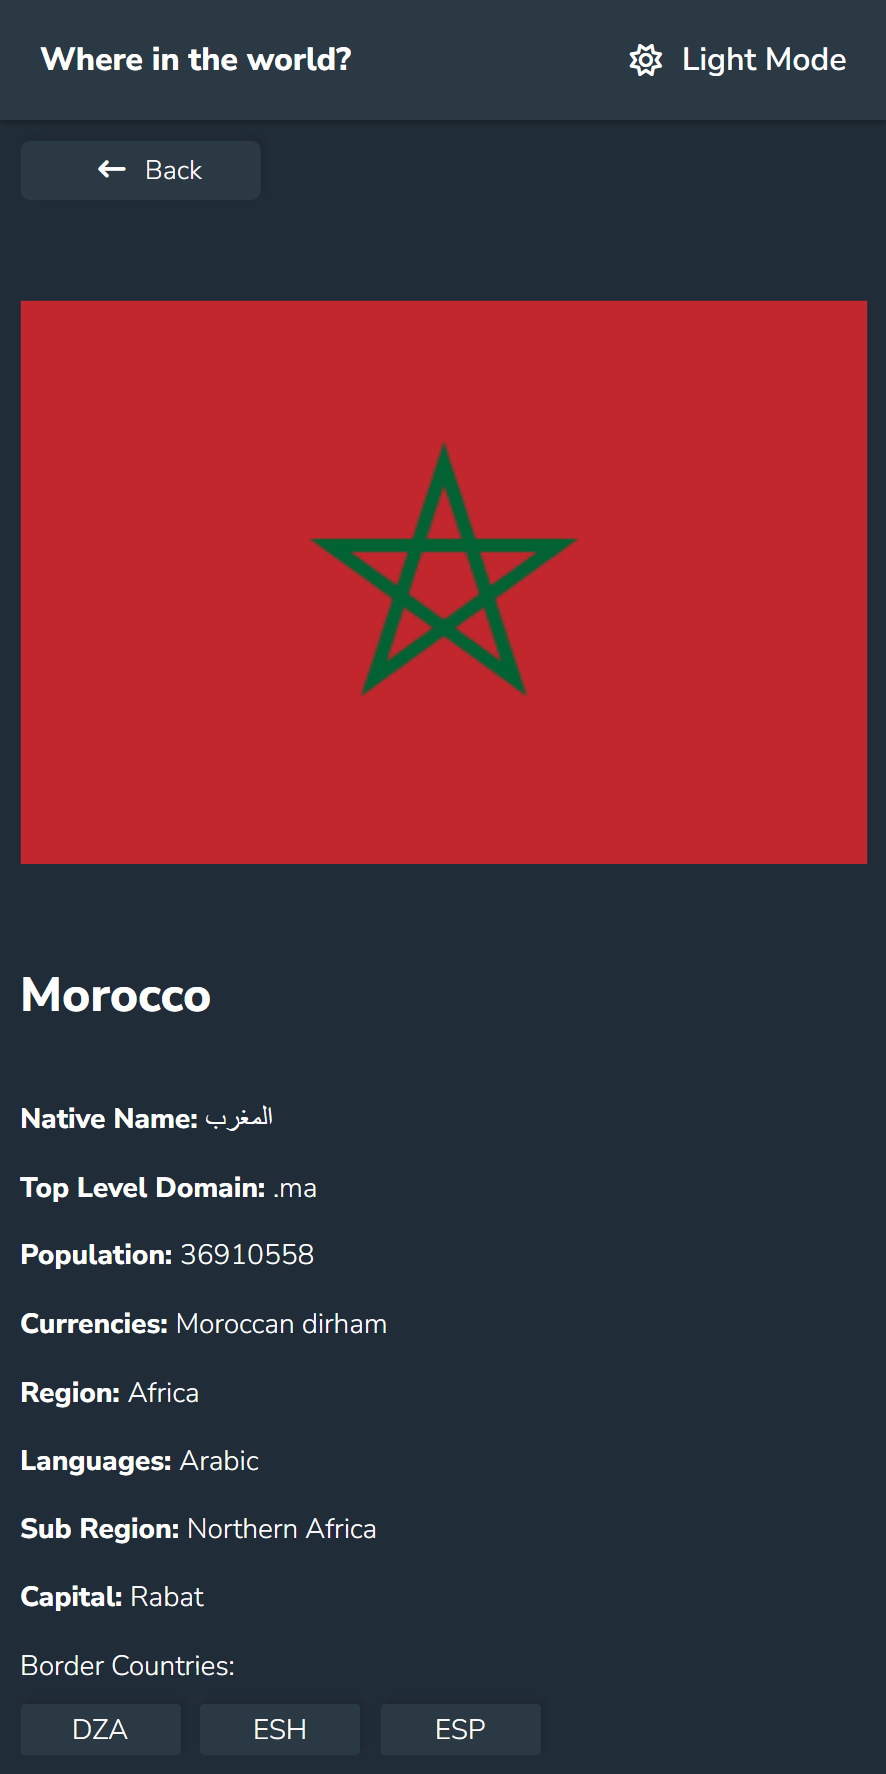 Where in the world?
Light Mode
Back
Morocco
Native Name: المغرب
Top Level Domain: .ma
Population: 36910558
Currencies: Moroccan dirham
Region: Africa
Languages: Arabic
Sub Region: Northern Africa
Capital: Rabat
Border Countries:
DZA ESH ESP